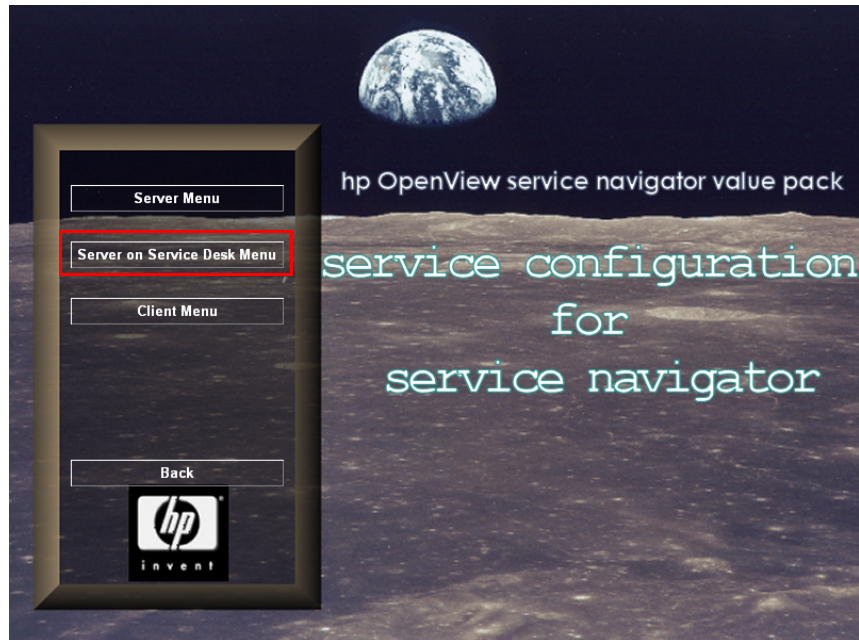 hp OpenView service navigator value pack
service configuration
for
service navigator
Server Menu
Server on Service Desk Menu
Client Menu
Back
hp
invent